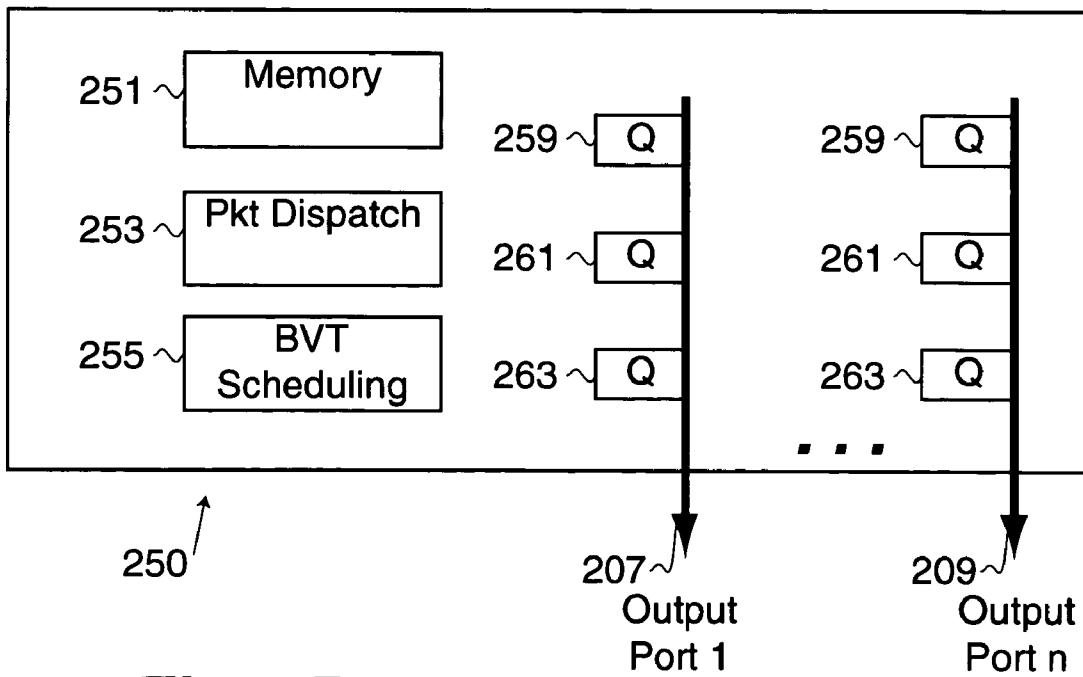 251 Memory
259 Q 259 Q
253 Pkt Dispatch
261 Q 261 Q
255 BVT
Scheduling
263 Q 263 Q
. . .
250
207 209
Output Output
Port 1 Port n